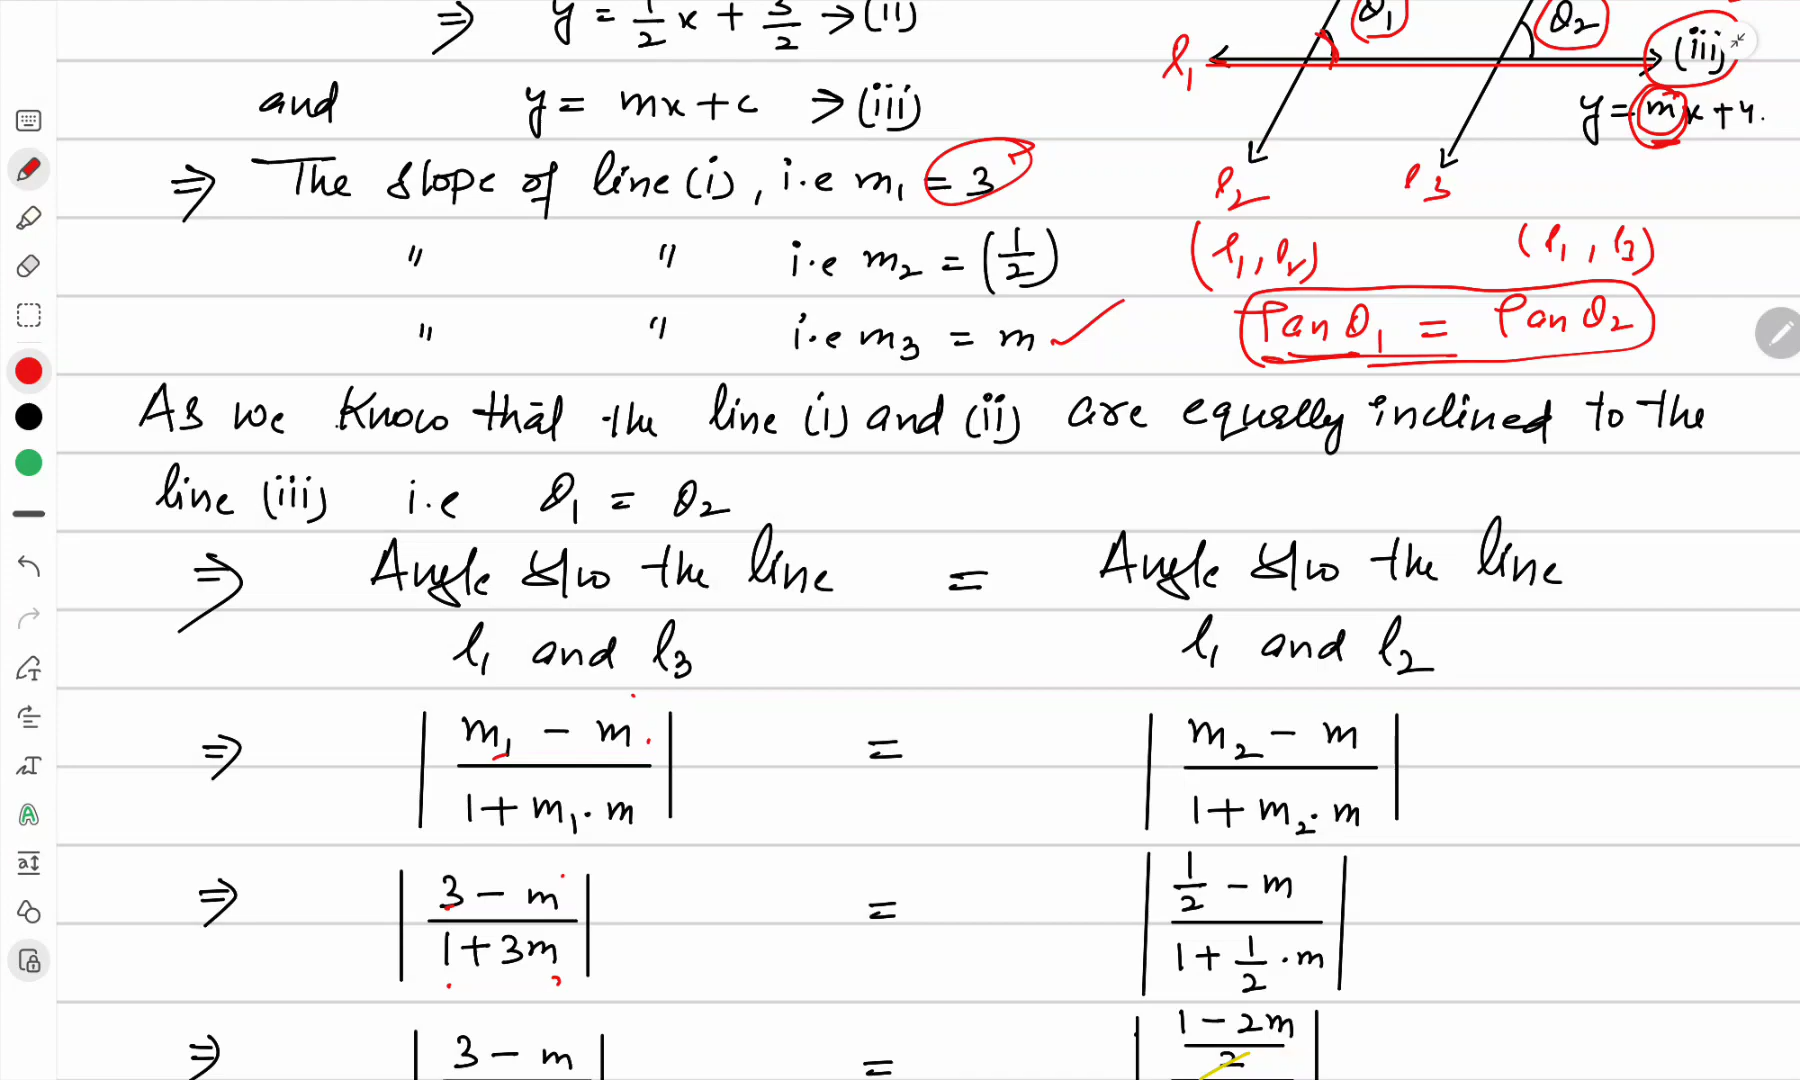 ⇒ y = 1/2 x + 3/2 → (ii)
and y = mx + c → (iii)
⇒ The slope of line (i), i.e m₁ = 3
" " i.e m₂ = (1/2)
" " i.e m₃ = m ✓
θ₁ θ₂
l₁ (iii)
y = mx + 4.
l₂ l₃
(l₁, l₂) (l₁, l₃)
Tan θ₁ = Tan θ₂
As we know that the line (i) and (ii) are equally inclined to the
line (iii) i.e θ₁ = θ₂
⇒ Angle b/w the line = Angle b/w the line
l₁ and l₃ l₁ and l₂
⇒ | (m₁ - m) / (1 + m₁·m) | = | (m₂ - m) / (1 + m₂·m) |
⇒ | (3 - m) / (1 + 3m) | = | (1/2 - m) / (1 + 1/2·m) |
⇒ | 3 - m | = | (1 - 2m)/2 |